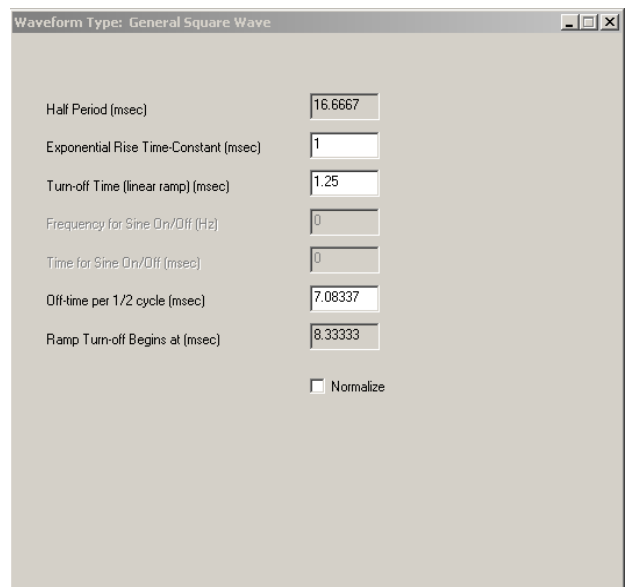 Waveform Type: General Square Wave
Half Period (msec) 16.6667
Exponential Rise Time-Constant (msec) 1
Turn-off Time (linear ramp) (msec) 1.25
Frequency for Sine On/Off (Hz) 0
Time for Sine On/Off (msec) 0
Off-time per 1/2 cycle (msec) 7.08337
Ramp Turn-off Begins at (msec) 8.33333
Normalize